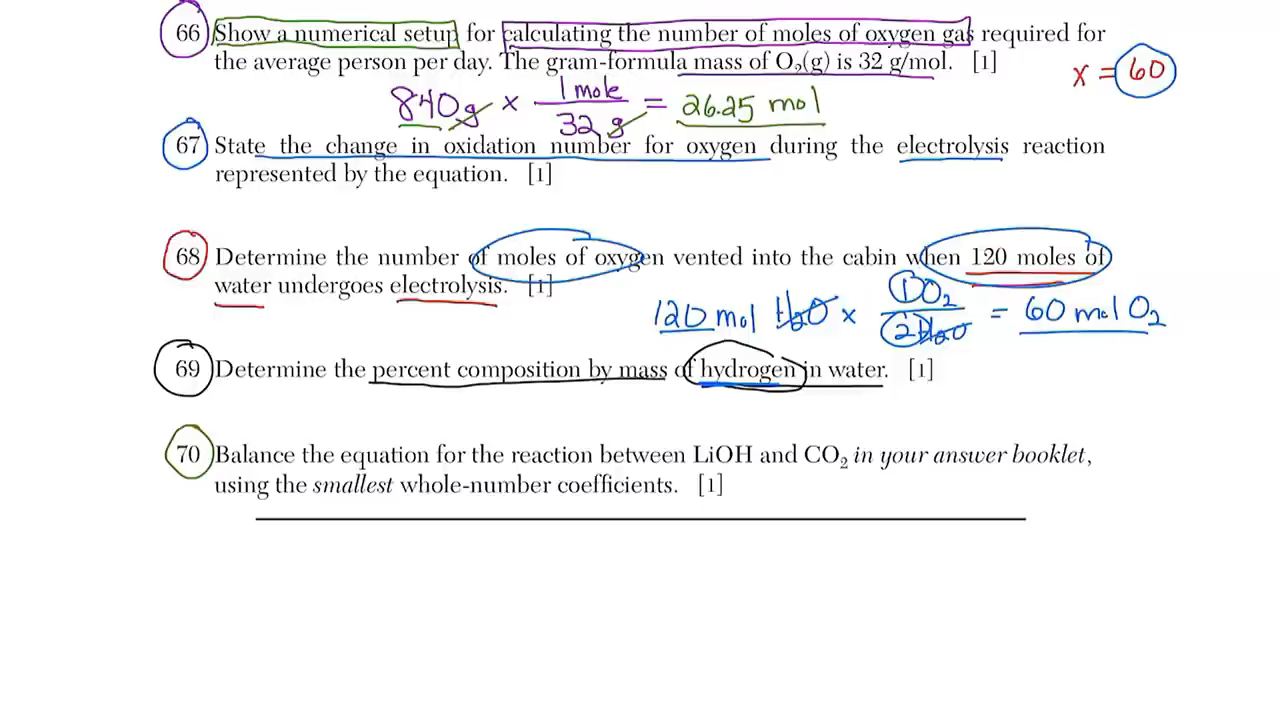 66 Show a numerical setup for calculating the number of moles of oxygen gas required for
the average person per day. The gram-formula mass of O₂(g) is 32 g/mol. [1]
x = 60
840g x 1 mole / 32 g = 26.25 mol
67 State the change in oxidation number for oxygen during the electrolysis reaction
represented by the equation. [1]
68 Determine the number of moles of oxygen vented into the cabin when 120 moles of
water undergoes electrolysis. [1]
120 mol H₂O x 1O₂ / 2H₂O = 60 mol O₂
69 Determine the percent composition by mass of hydrogen in water. [1]
70 Balance the equation for the reaction between LiOH and CO₂ in your answer booklet,
using the smallest whole-number coefficients. [1]